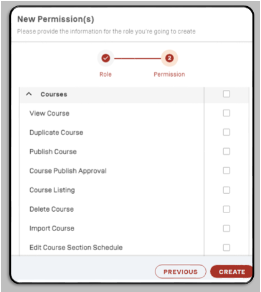 New Permission(s)
Please provide the information for the role you're going to create
2
Role
Permission
Courses
View Course
Duplicate Course
Publish Course
Course Publish Approval
Course Listing
Delete Course
Import Course
Edit Course Section Schedule
PREVIOUS
CREATE